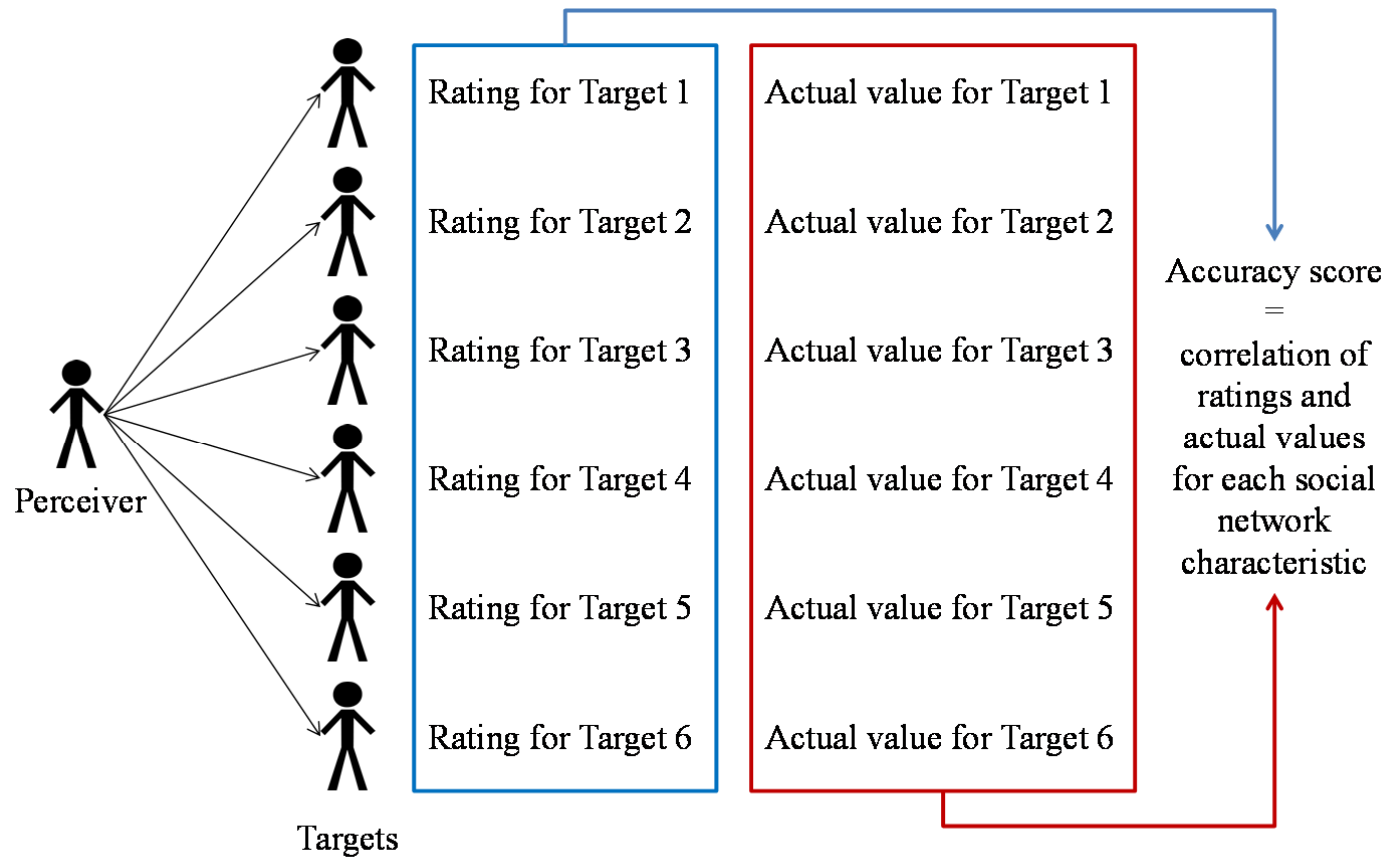 Perceiver
Targets
Rating for Target 1
Rating for Target 2
Rating for Target 3
Rating for Target 4
Rating for Target 5
Rating for Target 6
Actual value for Target 1
Actual value for Target 2
Actual value for Target 3
Actual value for Target 4
Actual value for Target 5
Actual value for Target 6
Accuracy score
=
correlation of
ratings and
actual values
for each social
network
characteristic